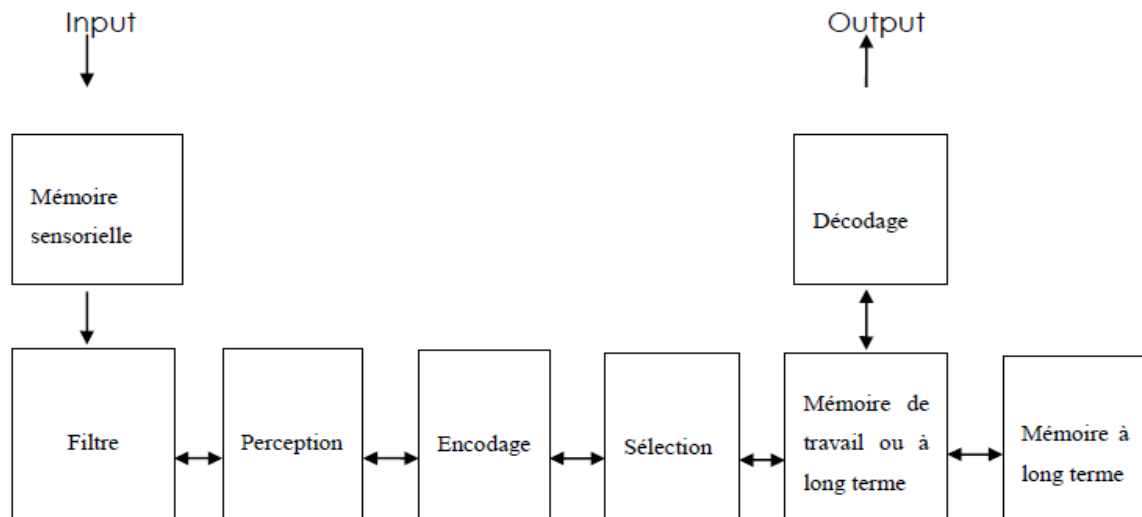 Input
Output
Mémoire
sensorielle
Décodage
Filtre
Perception
Encodage
Sélection
Mémoire de
travail ou à
long terme
Mémoire à
long terme